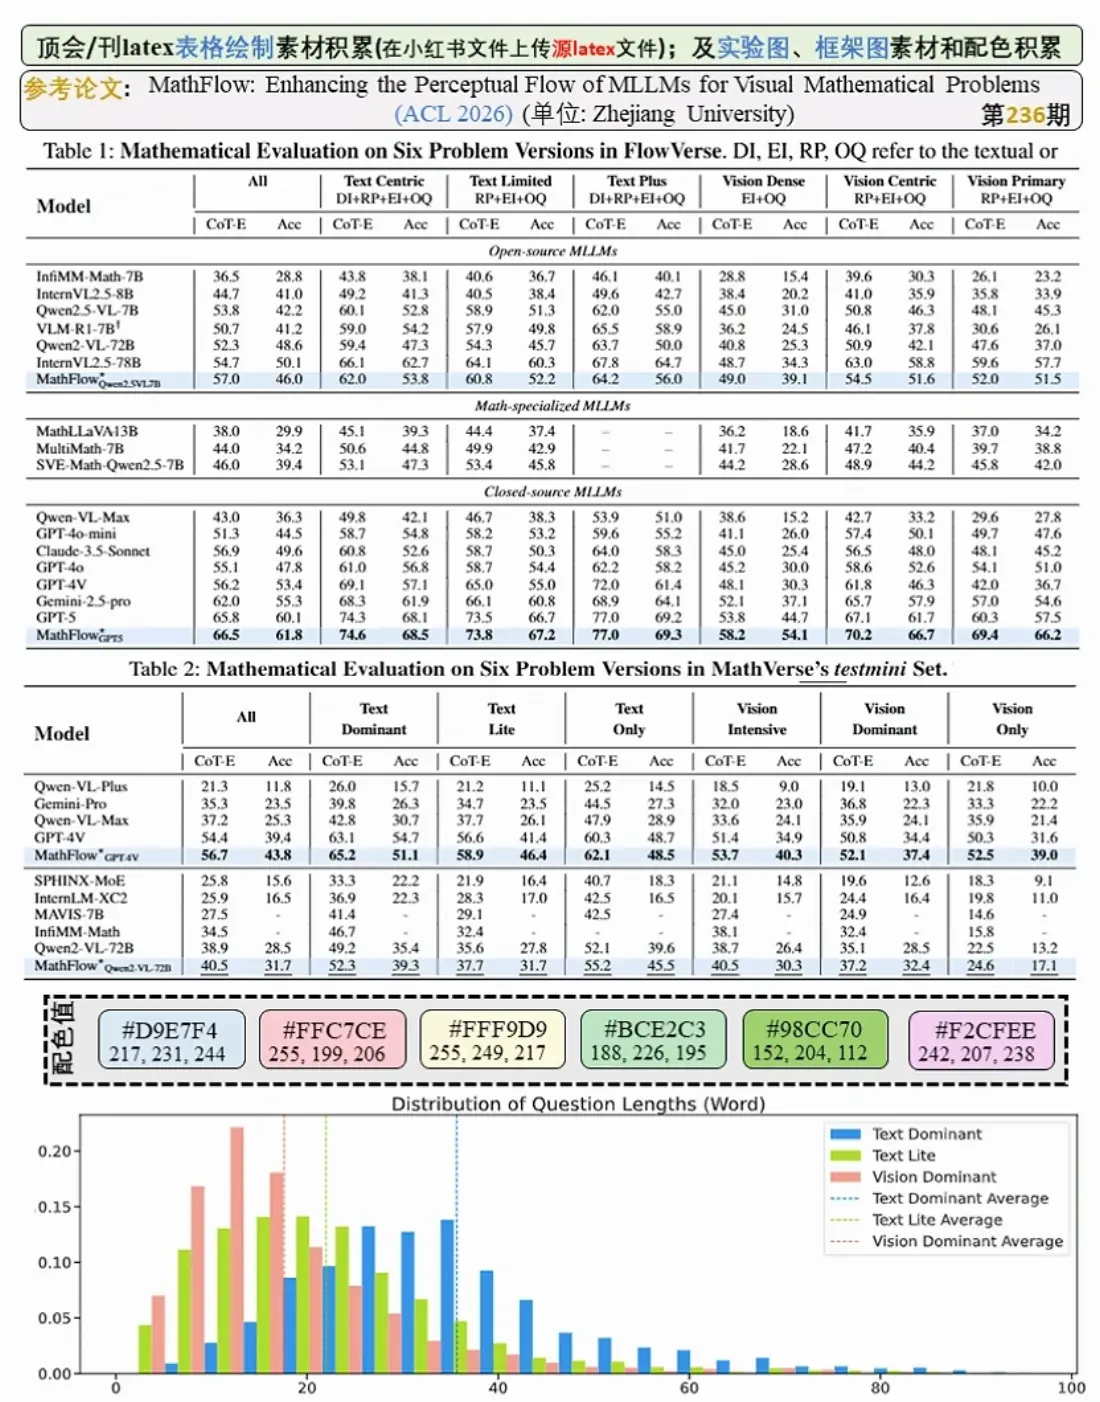 顶会/刊latex表格绘制素材积累(在小红书文件上传源latex文件)；及实验图、框架图素材和配色积累
参考论文: MathFlow: Enhancing the Perceptual Flow of MLLMs for Visual Mathematical Problems
(ACL 2026) (单位: Zhejiang University) 第236期
Table 1: Mathematical Evaluation on Six Problem Versions in FlowVerse. DI, EI, RP, OQ refer to the textual or
Model All Text Centric Text Limited Text Plus Vision Dense Vision Centric Vision Primary
DI+RP+EI+OQ RP+EI+OQ DI+RP+EI+OQ EI+OQ RP+EI+OQ RP+EI+OQ
CoT-E Acc CoT-E Acc CoT-E Acc CoT-E Acc CoT-E Acc CoT-E Acc CoT-E Acc
Open-source MLLMs
InfiMM-Math-7B 36.5 28.8 43.8 38.1 40.6 36.7 46.1 40.1 28.8 15.4 39.6 30.3 26.1 23.2
InternVL2.5-8B 44.7 41.0 49.2 41.3 40.5 38.4 49.6 42.7 38.4 20.2 41.0 35.9 35.8 33.9
Qwen2.5-VL-7B 53.8 42.2 60.1 52.8 58.9 51.3 62.0 55.0 45.0 31.0 50.8 46.3 48.1 45.3
VLM-R1-7B† 50.7 41.2 59.0 54.2 57.9 49.8 65.5 58.9 36.2 24.5 46.1 37.8 30.6 26.1
Qwen2-VL-72B 52.3 48.6 59.4 47.3 54.3 45.7 63.7 50.0 40.8 25.3 50.9 42.1 47.6 37.0
InternVL2.5-78B 54.7 50.1 66.1 62.7 64.1 60.3 67.8 64.7 48.7 34.3 63.0 58.8 59.6 57.7
MathFlow*Qwen2.5VL7B 57.0 46.0 62.0 53.8 60.8 52.2 64.2 56.0 49.0 39.1 54.5 51.6 52.0 51.5
Math-specialized MLLMs
MathLLaVA13B 38.0 29.9 45.1 39.3 44.4 37.4 – – 36.2 18.6 41.7 35.9 37.0 34.2
MultiMath-7B 44.0 34.2 50.6 44.8 49.9 42.9 – – 41.7 22.1 47.2 40.4 39.7 38.8
SVE-Math-Qwen2.5-7B 46.0 39.4 53.1 47.3 53.4 45.8 – – 44.2 28.6 48.9 44.2 45.8 42.0
Closed-source MLLMs
Qwen-VL-Max 43.0 36.3 49.8 42.1 46.7 38.3 53.9 51.0 38.6 15.2 42.7 33.2 29.6 27.8
GPT-4o-mini 51.3 44.5 58.7 54.8 58.2 53.2 59.6 55.2 41.1 26.0 57.4 50.1 49.7 47.6
Claude-3.5-Sonnet 56.9 49.6 60.8 52.6 58.7 50.3 64.0 58.3 45.0 25.4 56.5 48.0 48.1 45.2
GPT-4o 55.1 47.8 61.0 56.8 58.7 54.4 62.2 58.2 45.2 30.0 58.6 52.6 54.1 51.0
GPT-4V 56.2 53.4 69.1 57.1 65.0 55.0 72.0 61.4 48.1 30.3 61.8 46.3 42.0 36.7
Gemini-2.5-pro 62.0 55.3 68.3 61.9 66.1 60.8 68.9 64.1 52.1 37.1 65.7 57.9 57.0 54.6
GPT-5 65.8 60.1 74.3 68.1 73.5 66.7 77.0 69.2 53.8 44.7 67.1 61.7 60.3 57.5
MathFlow*GPT5 66.5 61.8 74.6 68.5 73.8 67.2 77.0 69.3 58.2 54.1 70.2 66.7 69.4 66.2
Table 2: Mathematical Evaluation on Six Problem Versions in MathVerse's testmini Set.
Model All Text Text Text Vision Vision Vision
Dominant Lite Only Intensive Dominant Only
CoT-E Acc CoT-E Acc CoT-E Acc CoT-E Acc CoT-E Acc CoT-E Acc CoT-E Acc
Qwen-VL-Plus 21.3 11.8 26.0 15.7 21.2 11.1 25.2 14.5 18.5 9.0 19.1 13.0 21.8 10.0
Gemini-Pro 35.3 23.5 39.8 26.3 34.7 23.5 44.5 27.3 32.0 23.0 36.8 22.3 33.3 22.2
Qwen-VL-Max 37.2 25.3 42.8 30.7 37.7 26.1 47.9 28.9 33.6 24.1 35.9 24.1 35.9 21.4
GPT-4V 54.4 39.4 63.1 54.7 56.6 41.4 60.3 48.7 51.4 34.9 50.8 34.4 50.3 31.6
MathFlow*GPT-4V 56.7 43.8 65.2 51.1 58.9 46.4 62.1 48.5 53.7 40.3 52.1 37.4 52.5 39.0
SPHINX-MoE 25.8 15.6 33.3 22.2 21.9 16.4 40.7 18.3 21.1 14.8 19.6 12.6 18.3 9.1
InternLM-XC2 25.9 16.5 36.9 22.3 28.3 17.0 42.5 16.5 20.1 15.7 24.4 16.4 19.8 11.0
MAVIS-7B 27.5 - 41.4 - 29.1 - 42.5 - 27.4 - 24.9 - 14.6 -
InfiMM-Math 34.5 - 46.7 - 32.4 - - 38.1 - 32.4 - 15.8 -
Qwen2-VL-72B 38.9 28.5 49.2 35.4 35.6 27.8 52.1 39.6 38.7 26.4 35.1 28.5 22.5 13.2
MathFlow*Qwen2-VL-72B 40.5 31.7 52.3 39.3 37.7 31.7 55.2 45.5 40.5 30.3 37.2 32.4 24.6 17.1
配色值
#D9E7F4 #FFC7CE #FFF9D9 #BCE2C3 #98CC70 #F2CFEE
217, 231, 244 255, 199, 206 255, 249, 217 188, 226, 195 152, 204, 112 242, 207, 238
Distribution of Question Lengths (Word)
Text Dominant
Text Lite
Vision Dominant
Text Dominant Average
Text Lite Average
Vision Dominant Average
0.20
.0.15
0.10
0.05
0.00
0 20 40 60 80 100